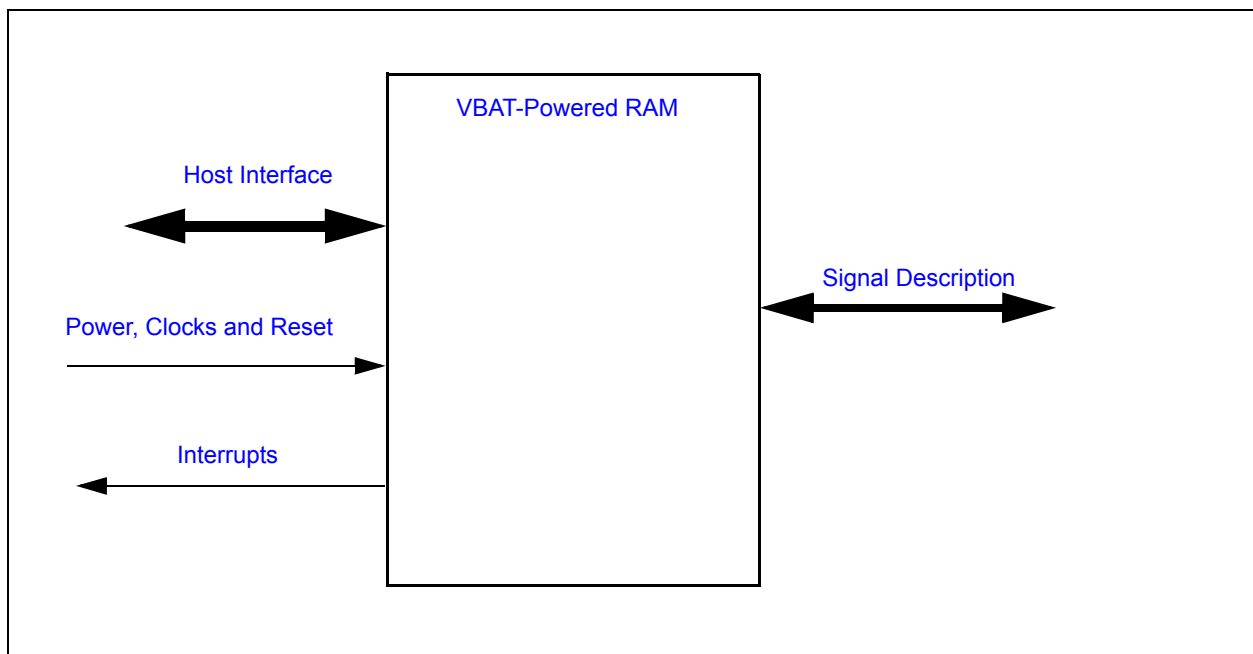 VBAT-Powered RAM
Host Interface
Signal Description
Power, Clocks and Reset
Interrupts